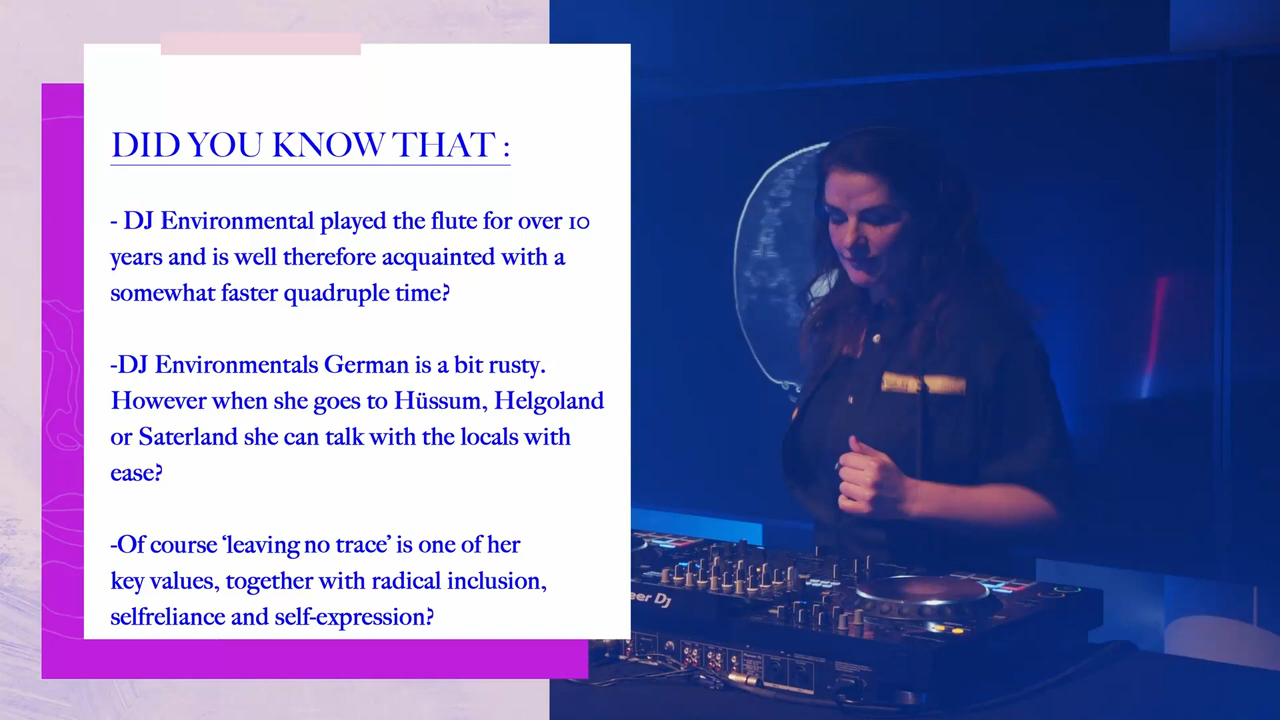 DID YOU KNOW THAT :
- DJ Environmental played the flute for over 10
years and is well therefore acquainted with a
somewhat faster quadruple time?
-DJ Environmentals German is a bit rusty.
However when she goes to Hüssum, Helgoland
or Saterland she can talk with the locals with
ease?
-Of course ‘leaving no trace’ is one of her
key values, together with radical inclusion,
selfreliance and self-expression?
eer DJ